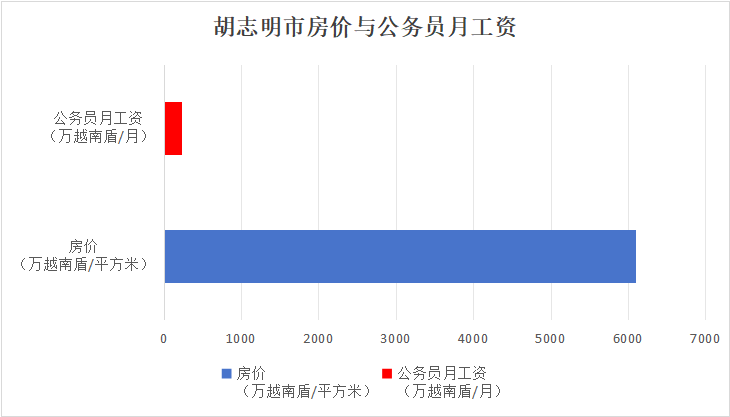 胡志明市房价与公务员月工资
公务员月工资
（万越南盾/月）
房价
（万越南盾/平方米）
0 1000 2000 3000 4000 5000 6000 7000
房价 公务员月工资
（万越南盾/平方米） （万越南盾/月）